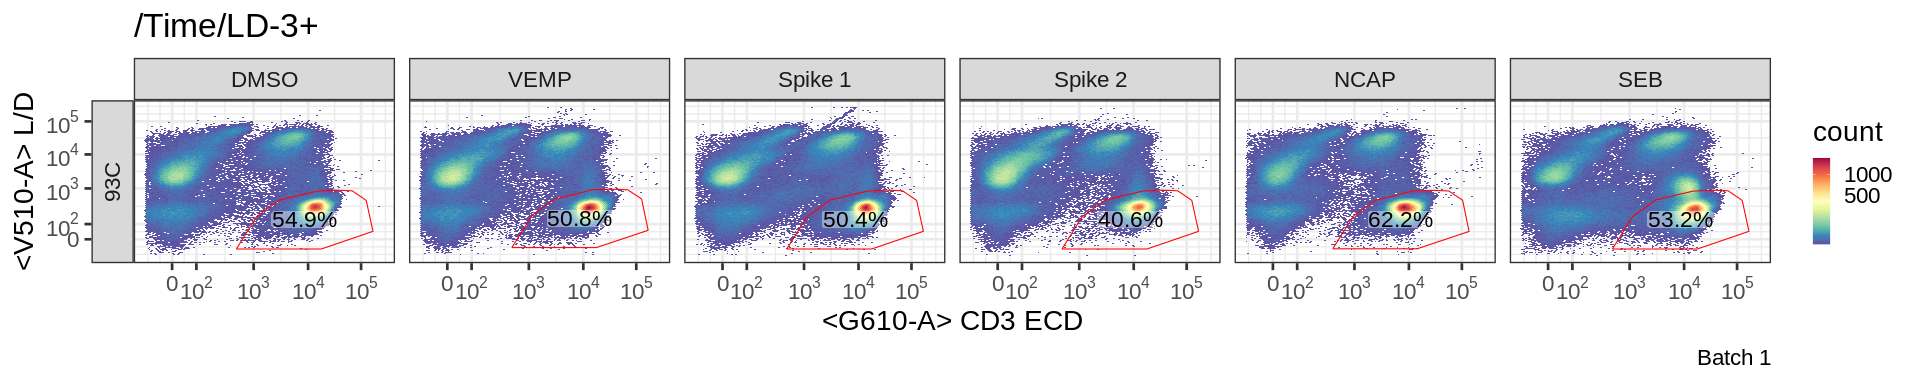 /Time/LD-3+
DMSO VEMP Spike 1 Spike 2 NCAP SEB
<V510-A> L/D
93C
10^5
10^4
10^3
10^2
0
54.9% 50.8% 50.4% 40.6% 62.2% 53.2%
0 10^2 10^3 10^4 10^5 0 10^2 10^3 10^4 10^5 0 10^2 10^3 10^4 10^5 0 10^2 10^3 10^4 10^5 0 10^2 10^3 10^4 10^5 0 10^2 10^3 10^4 10^5
<G610-A> CD3 ECD
count
1000
500
Batch 1